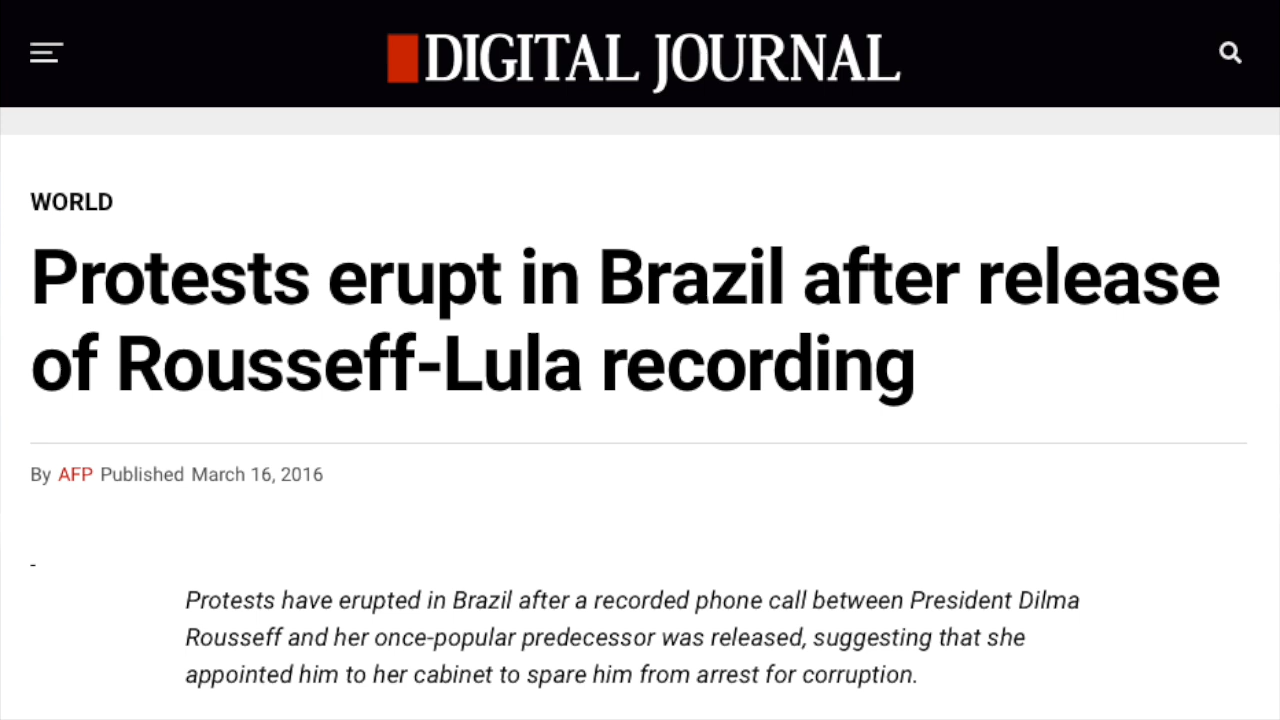 DIGITAL JOURNAL
WORLD
Protests erupt in Brazil after release
of Rousseff-Lula recording
By AFP Published March 16, 2016
-
Protests have erupted in Brazil after a recorded phone call between President Dilma
Rousseff and her once-popular predecessor was released, suggesting that she
appointed him to her cabinet to spare him from arrest for corruption.